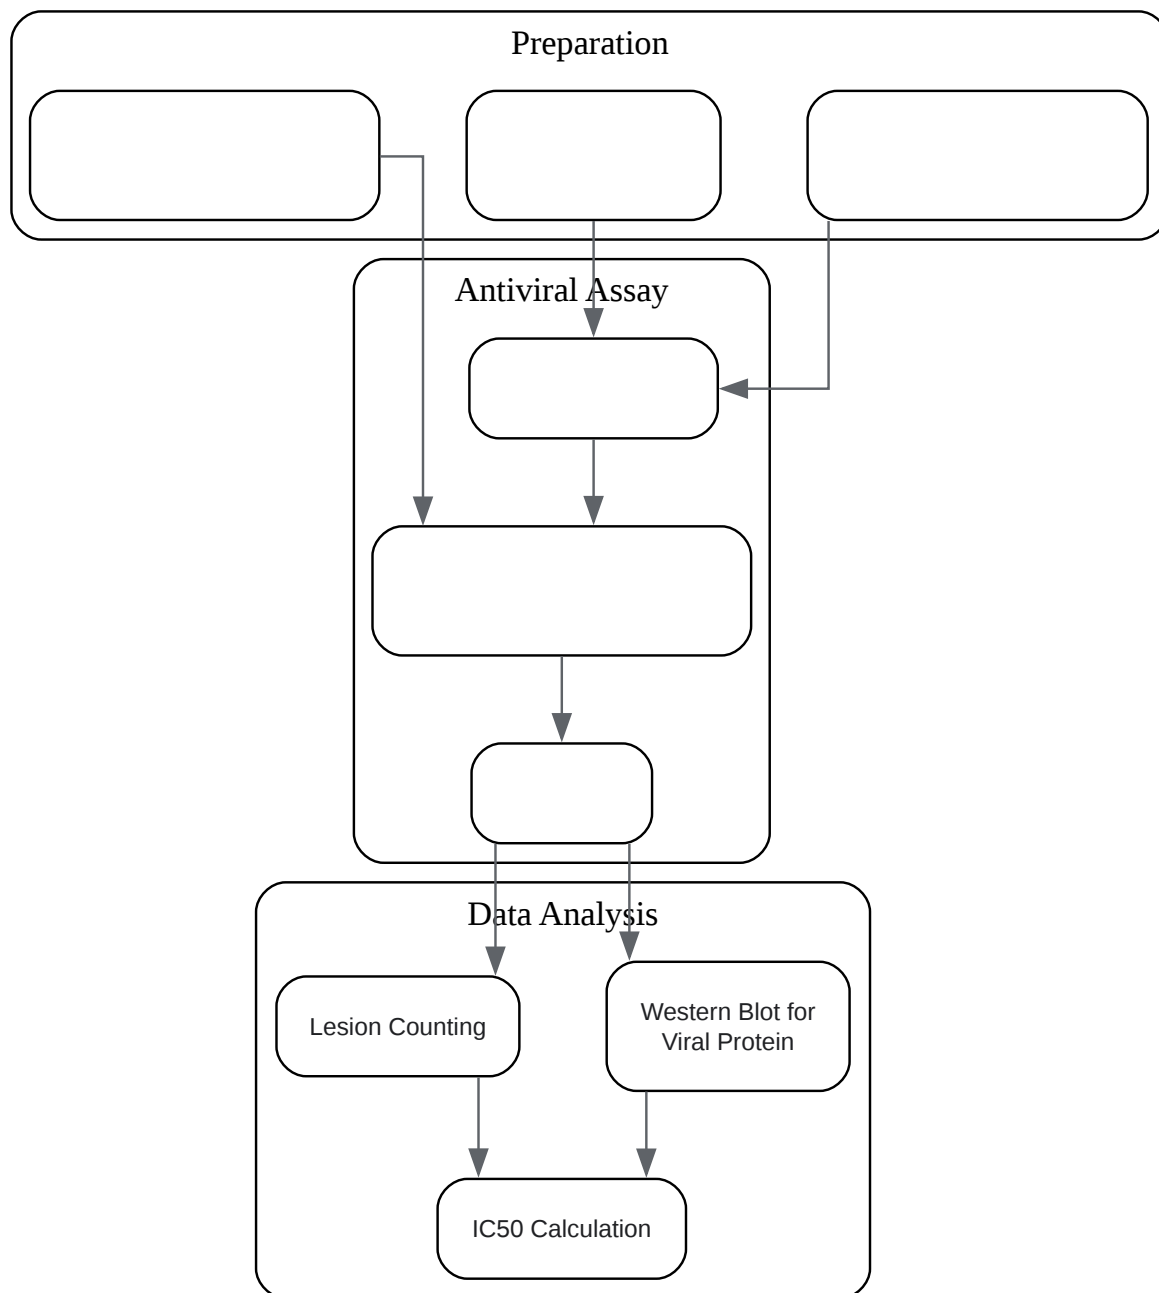 Preparation
Antiviral Assay
Data Analysis
Lesion Counting
Western Blot for
Viral Protein
IC50 Calculation